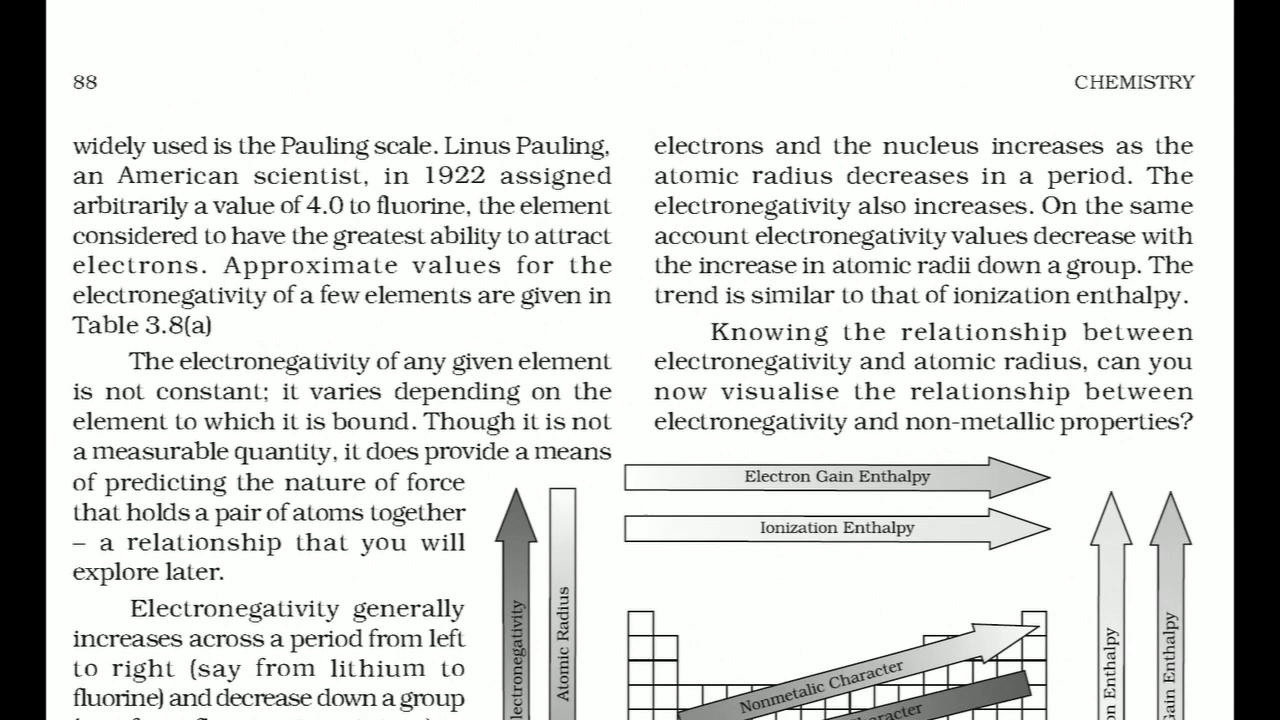 88
CHEMISTRY
widely used is the Pauling scale. Linus Pauling,
an American scientist, in 1922 assigned
arbitrarily a value of 4.0 to fluorine, the element
considered to have the greatest ability to attract
electrons. Approximate values for the
electronegativity of a few elements are given in
Table 3.8(a)
The electronegativity of any given element
is not constant; it varies depending on the
element to which it is bound. Though it is not
a measurable quantity, it does provide a means
of predicting the nature of force
that holds a pair of atoms together
– a relationship that you will
explore later.
Electronegativity generally
increases across a period from left
to right (say from lithium to
fluorine) and decrease down a group
electrons and the nucleus increases as the
atomic radius decreases in a period. The
electronegativity also increases. On the same
account electronegativity values decrease with
the increase in atomic radii down a group. The
trend is similar to that of ionization enthalpy.
Knowing the relationship between
electronegativity and atomic radius, can you
now visualise the relationship between
electronegativity and non-metallic properties?
Electron Gain Enthalpy
Ionization Enthalpy
lectronegativity
Atomic Radius
Nonmetalic Character
haracter
on Enthalpy
Gain Enthalpy